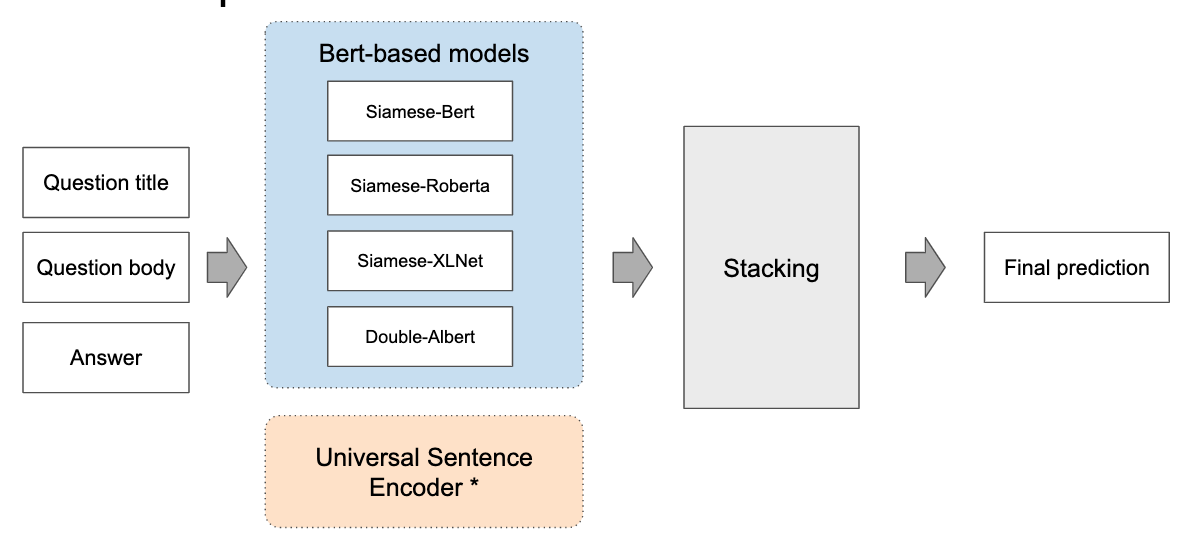 Bert-based models
Siamese-Bert
Question title
Siamese-Roberta
Question body
Siamese-XLNet
Stacking
Final prediction
Answer
Double-Albert
Universal Sentence
Encoder *